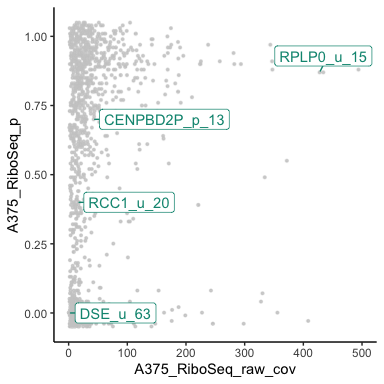 1.00
0.75
0.50
0.25
0.00
A375_RiboSeq_p
RPLP0_u_15
CENPBD2P_p_13
RCC1_u_20
DSE_u_63
0 100 200 300 400 500
A375_RiboSeq_raw_cov